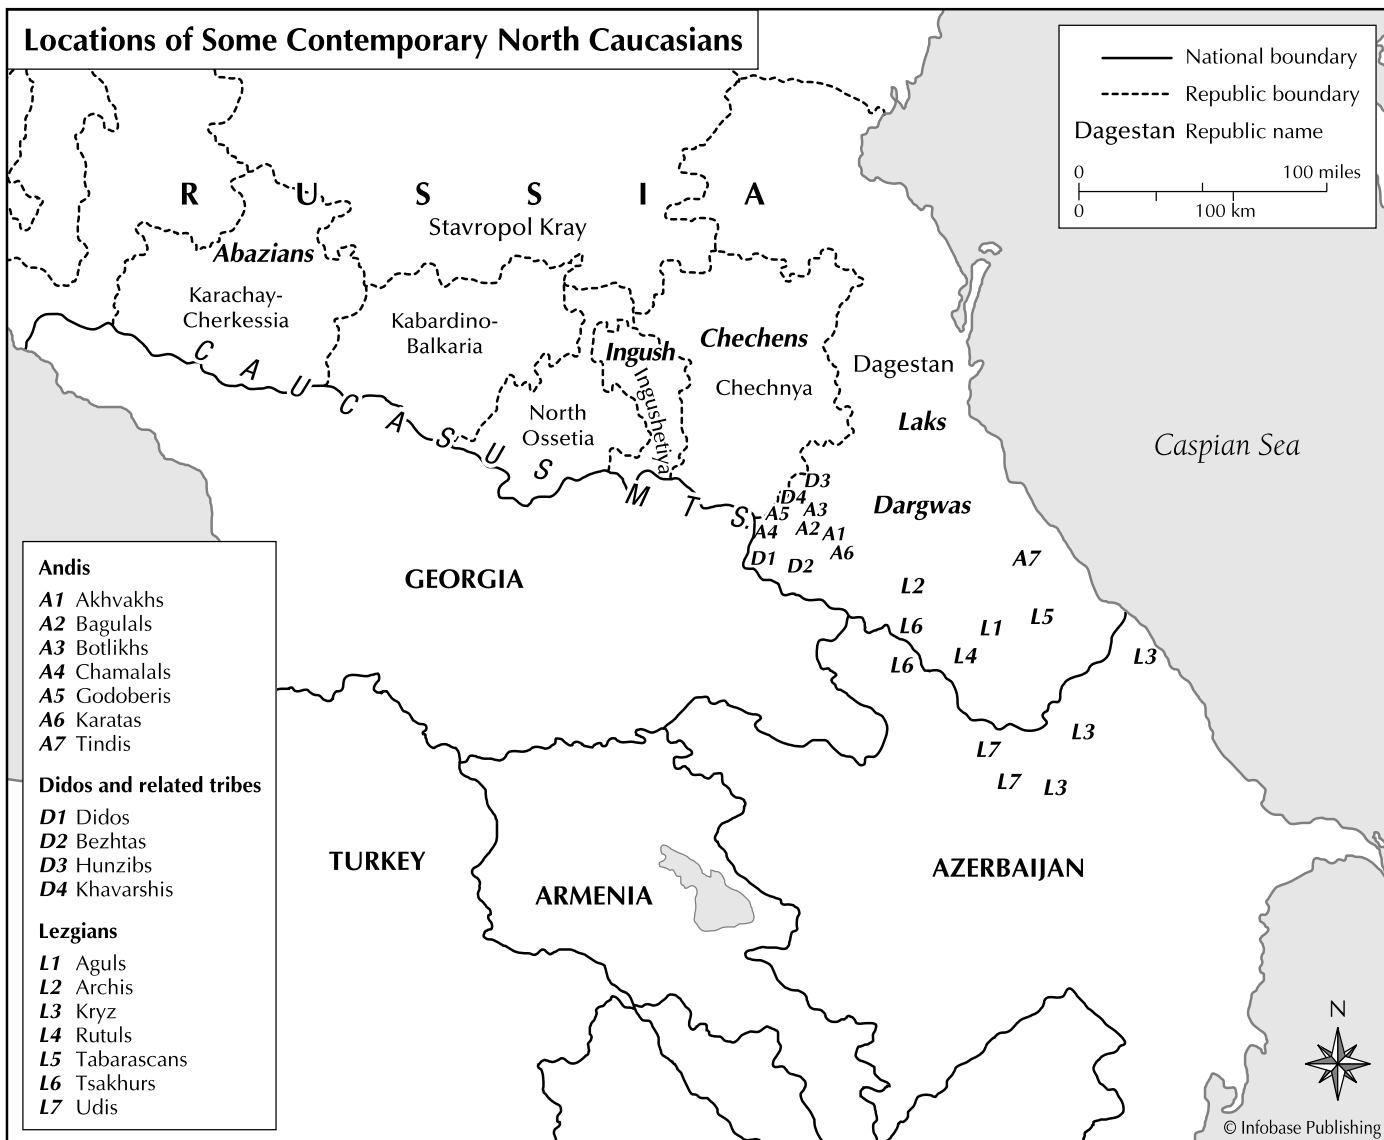 Locations of Some Contemporary North Caucasians
National boundary
Republic boundary
Dagestan Republic name
0 100 miles
0 100 km
R U S S I A
Stavropol Kray
Abazians
Karachay-
Cherkessia
Kabardino-
Balkaria
Ingush
Ingushetiya
Chechens
Chechnya
Dagestan
Laks
North
Ossetia
C A U C A S U S M T S.
Caspian Sea
Dargwas
D3
D4
A5 A3
A4 A2 A1
A6
D1 D2
A7
L2
L6 L1 L5
L6 L4 L3
L3
L7
L7 L3
GEORGIA
TURKEY
ARMENIA
AZERBAIJAN
Andis
A1 Akhvakhs
A2 Bagulals
A3 Botlikhs
A4 Chamalals
A5 Godoberis
A6 Karatas
A7 Tindis
Didos and related tribes
D1 Didos
D2 Bezhtas
D3 Hunzibs
D4 Khavarshis
Lezgians
L1 Aguls
L2 Archis
L3 Kryz
L4 Rutuls
L5 Tabarascans
L6 Tsakhurs
L7 Udis
N
© Infobase Publishing